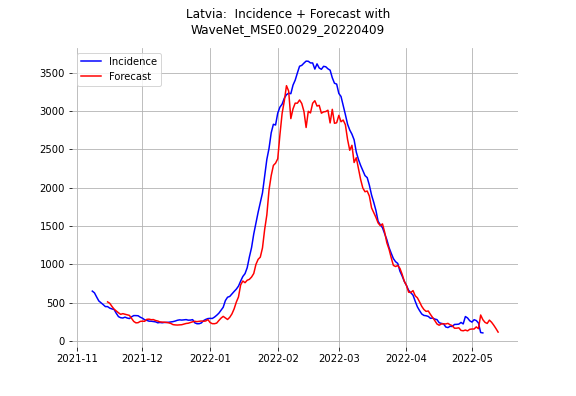 Latvia:  Incidence + Forecast with
WaveNet_MSE0.0029_20220409
Incidence
Forecast
3500
3000
2500
2000
1500
1000
500
0
2021-11 2021-12 2022-01 2022-02 2022-03 2022-04 2022-05